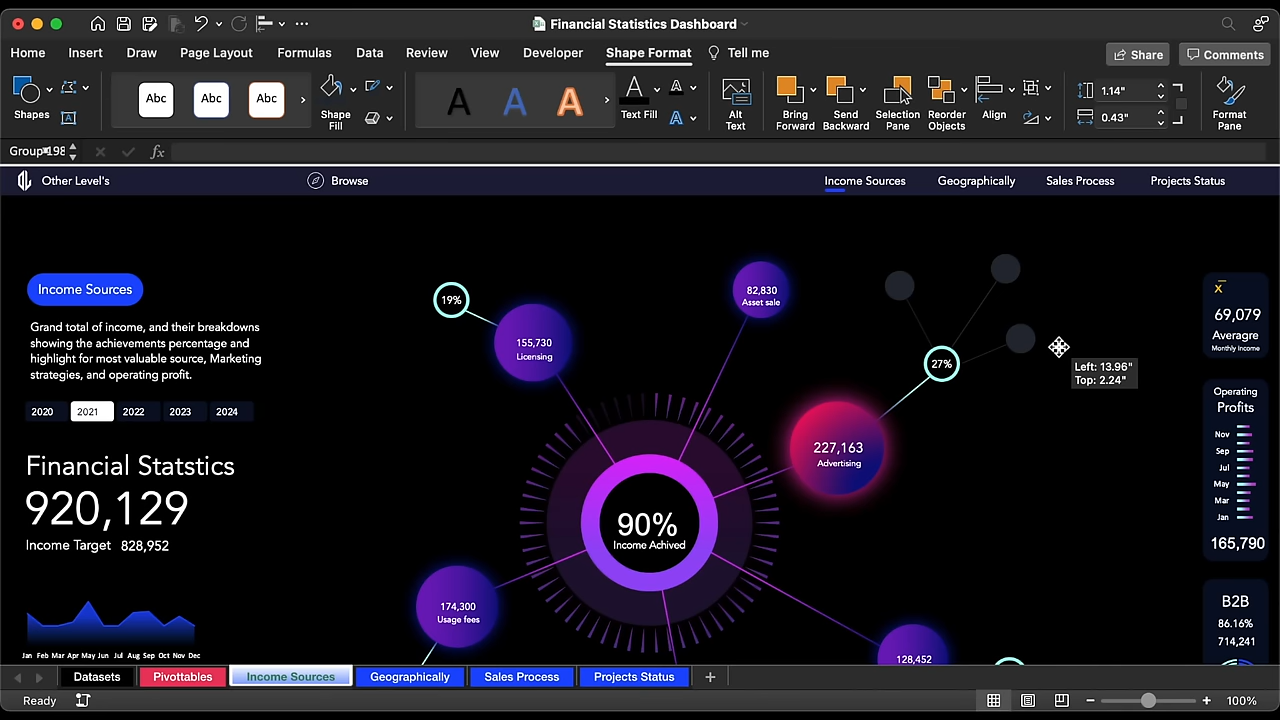 Financial Statistics Dashboard
Home Insert Draw Page Layout Formulas Data Review View Developer Shape Format Tell me Share Comments
Abc Abc Abc A A A A A A
Shapes Shape Fill Text Fill Alt Text Bring Forward Send Backward Selection Pane Reorder Objects Align 1.14" 0.43" Format Pane
fx
Other Level's Browse Income Sources Geographically Sales Process Projects Status
Income Sources
Grand total of income, and their breakdowns
showing the achievements percentage and
highlight for most valuable source, Marketing
strategies, and operating profit.
2020 2021 2022 2023 2024
Financial Statstics
920,129
Income Target 828,952
Jan Feb Mar Apr May Jun Jul Aug Sep Oct Nov Dec
19%
155,730
Licensing
82,830
Asset sale
27%
Left: 13.96"
Top: 2.24"
227,163
Advertising
90%
Income Achived
174,300
Usage fees
128,452
x̄
69,079
Averagre
Monthly Income
Operating
Profits
Nov
Sep
Jul
May
Mar
Jan
165,790
B2B
86.16%
714,241
Datasets Pivottables Income Sources Geographically Sales Process Projects Status +
Ready 100%